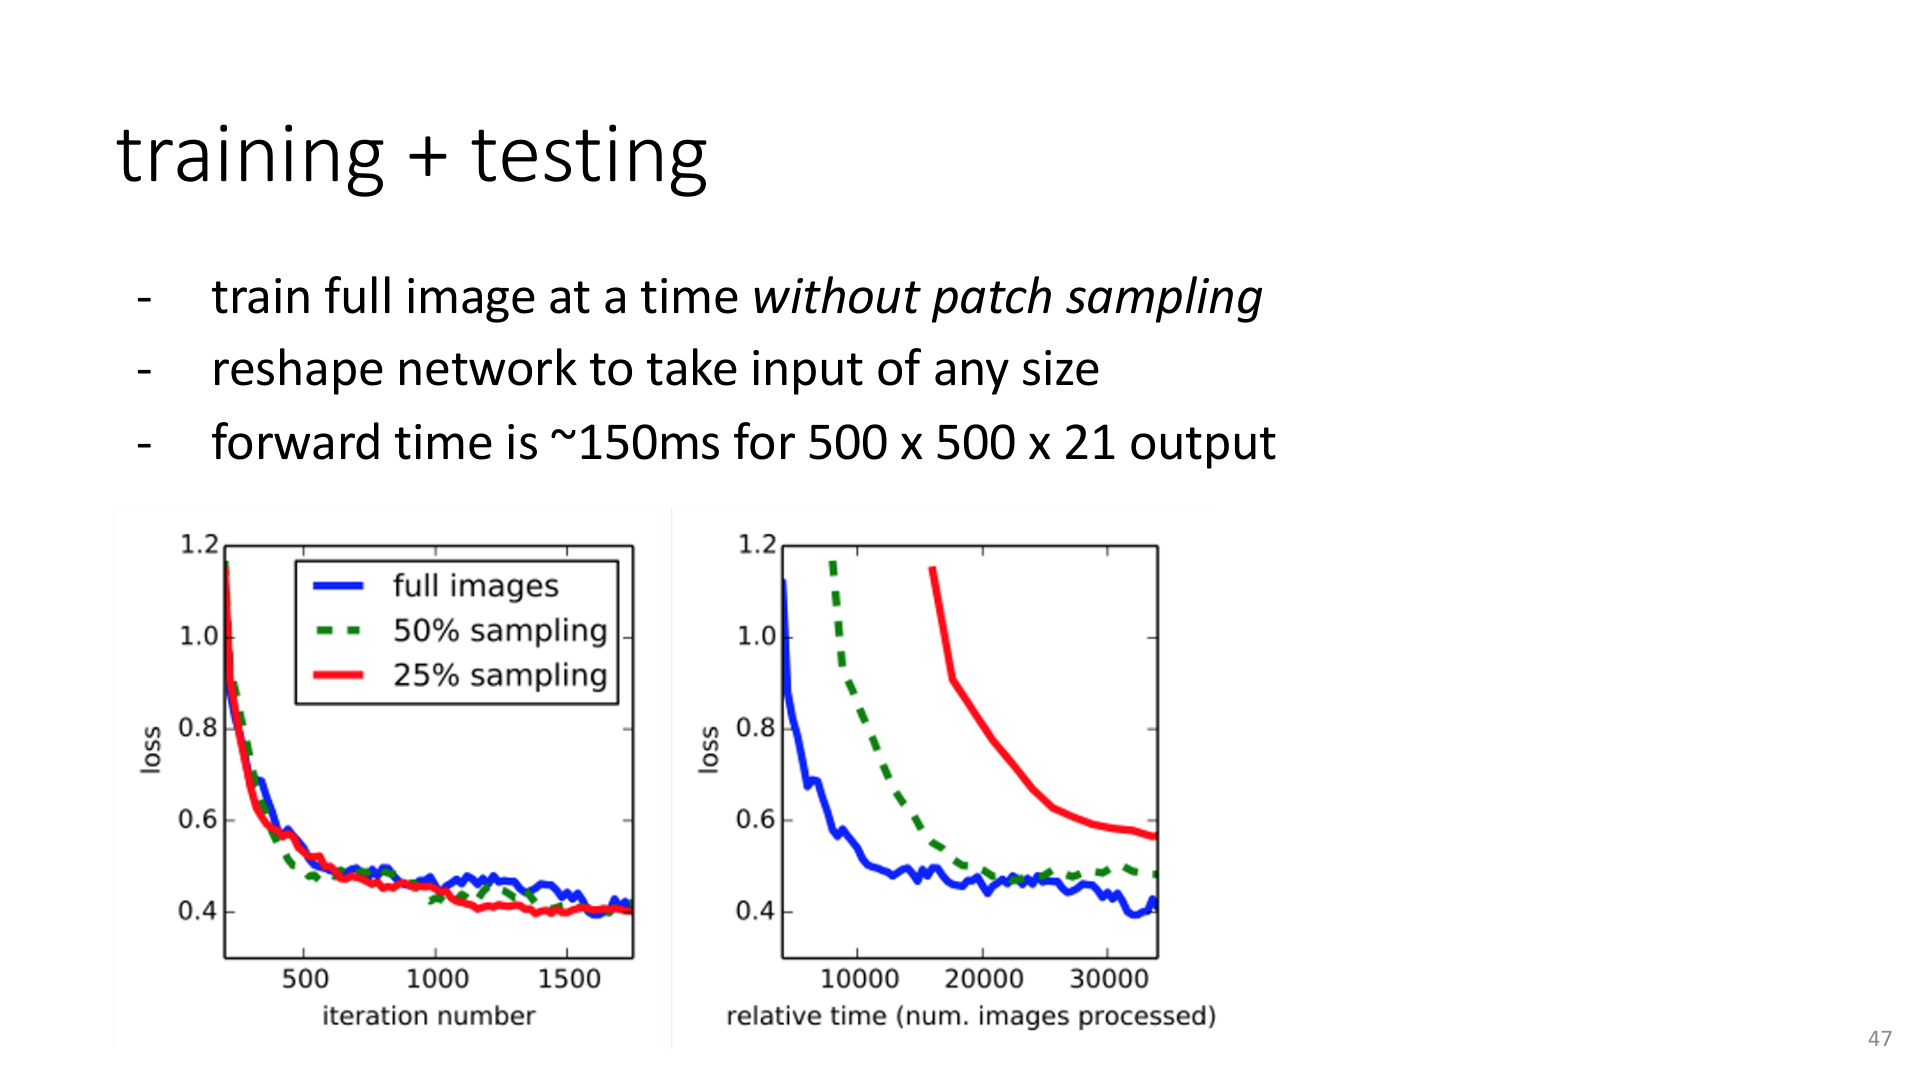 training + testing
- train full image at a time without patch sampling
- reshape network to take input of any size
- forward time is ~150ms for 500 x 500 x 21 output
1.2
1.0
0.8
0.6
0.4
loss
full images
50% sampling
25% sampling
500 1000 1500
iteration number
1.2
1.0
0.8
0.6
0.4
loss
10000 20000 30000
relative time (num. images processed)
47